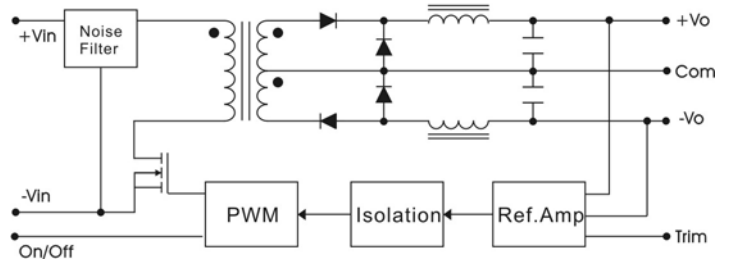 +Vin
Noise
Filter
+Vo
Com
-Vo
-Vin
PWM
Isolation
Ref.Amp
On/Off
Trim